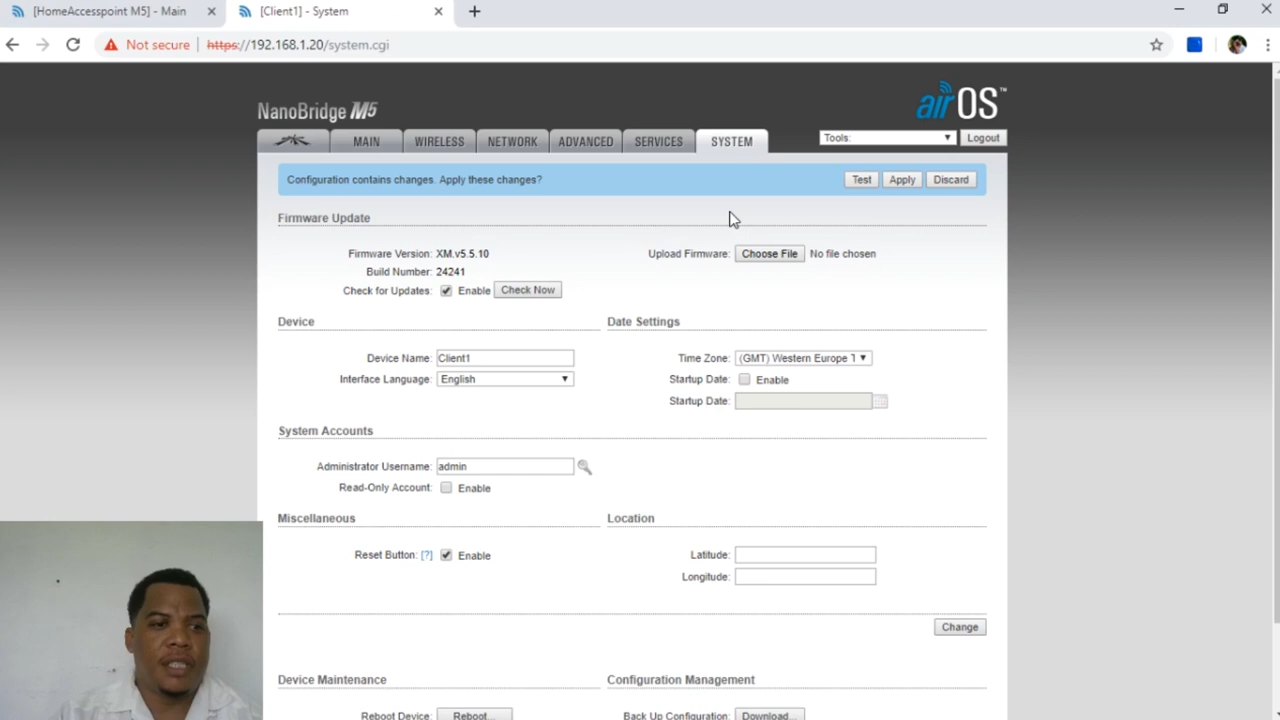 [HomeAccesspoint M5] - Main
[Client1] - System
Not secure https://192.168.1.20/system.cgi
NanoBridge M5
airOS™
MAIN WIRELESS NETWORK ADVANCED SERVICES SYSTEM Tools: Logout
Configuration contains changes. Apply these changes? Test Apply Discard
Firmware Update
Firmware Version: XM.v5.5.10 Upload Firmware: Choose File No file chosen
Build Number: 24241
Check for Updates: Enable Check Now
Device Date Settings
Device Name: Client1 Time Zone: (GMT) Western Europe T
Interface Language: English Startup Date: Enable
Startup Date:
System Accounts
Administrator Username: admin
Read-Only Account: Enable
Miscellaneous Location
Reset Button: [?] Enable Latitude:
Longitude:
Change
Device Maintenance Configuration Management
Reboot Device: Reboot... Back Up Configuration: Download...